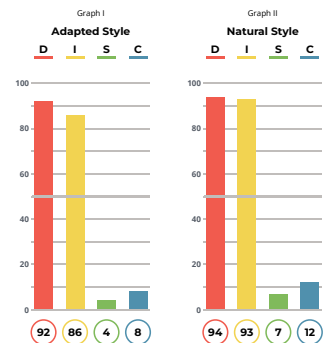 Graph I
Adapted Style
D I S C
100
80
60
40
20
0
92 86 4 8
Graph II
Natural Style
D I S C
100
80
60
40
20
0
94 93 7 12